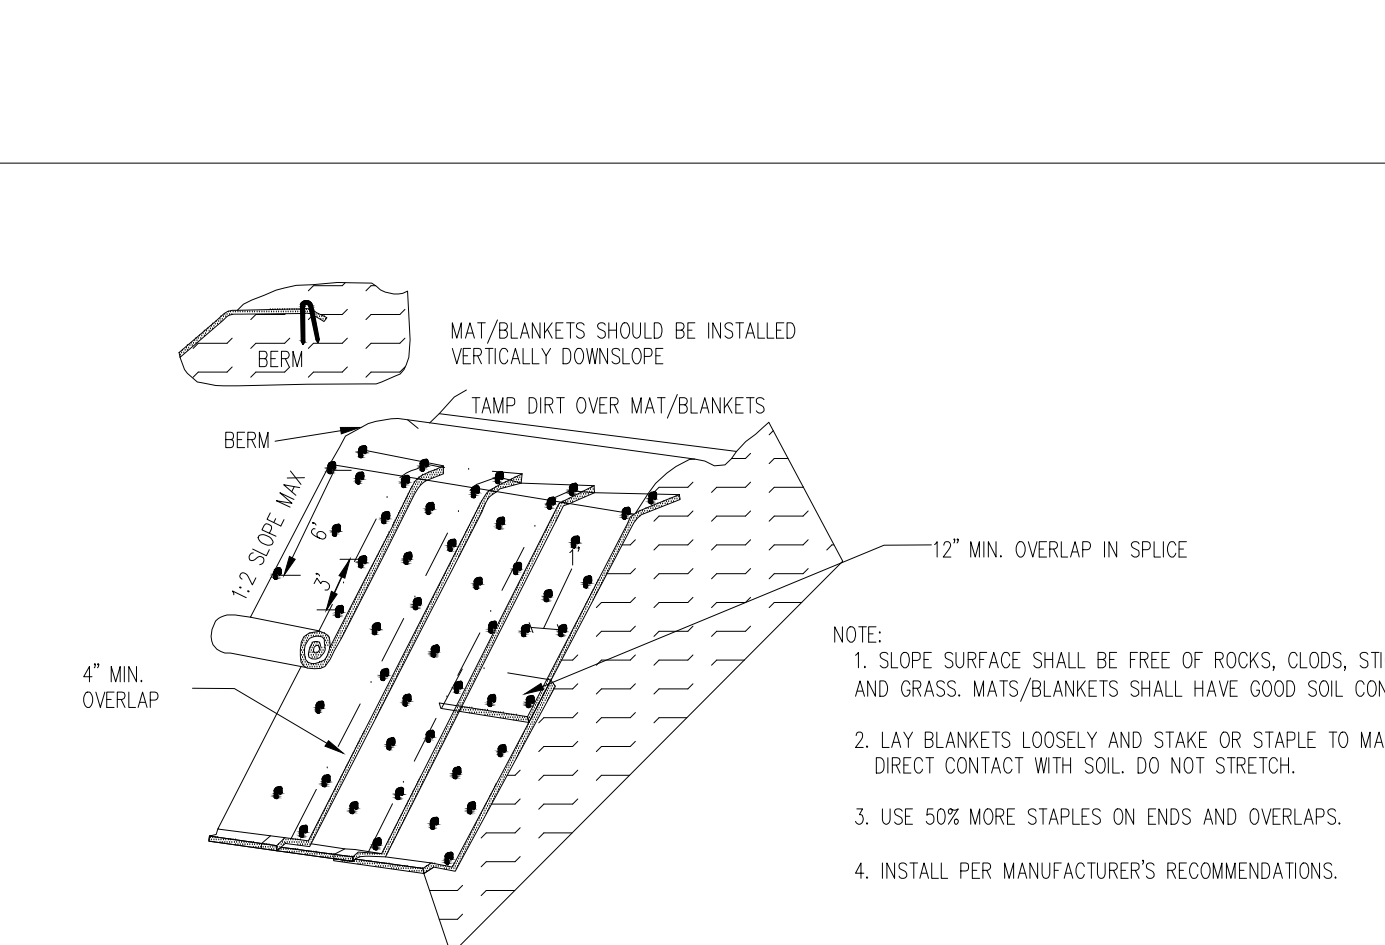 BERM
MAT/BLANKETS SHOULD BE INSTALLED
VERTICALLY DOWNSLOPE
TAMP DIRT OVER MAT/BLANKETS
BERM
1:2 SLOPE MAX
6'
3'
1'
12" MIN. OVERLAP IN SPLICE
4" MIN.
OVERLAP
NOTE:
1. SLOPE SURFACE SHALL BE FREE OF ROCKS, CLODS,
AND GRASS. MATS/BLANKETS SHALL HAVE GOOD SOIL
2. LAY BLANKETS LOOSELY AND STAKE OR STAPLE TO
DIRECT CONTACT WITH SOIL. DO NOT STRETCH.
3. USE 50% MORE STAPLES ON ENDS AND OVERLAPS.
4. INSTALL PER MANUFACTURER'S RECOMMENDATIONS.